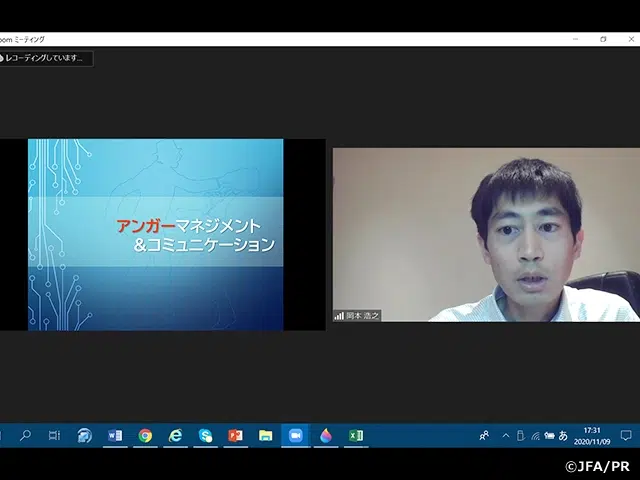 oom ミーティング
レコーディングしています...
アンガーマネジメント
&コミュニケーション
岡本 浩之
あ
17:31
2020/11/09
©JFA/PR